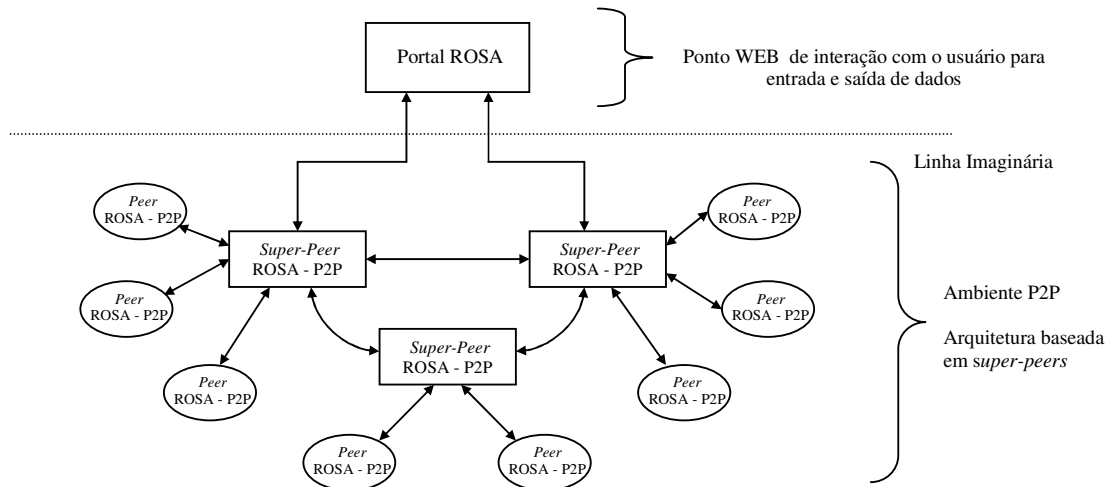 Portal ROSA
Ponto WEB de interação com o usuário para
entrada e saída de dados
Linha Imaginária
Peer
ROSA - P2P
Peer
ROSA - P2P
Super-Peer
ROSA - P2P
Super-Peer
ROSA - P2P
Peer
ROSA - P2P
Peer
ROSA - P2P
Ambiente P2P
Super-Peer
ROSA - P2P
Arquitetura baseada
em super-peers
Peer
ROSA - P2P
Peer
ROSA - P2P
Peer
ROSA - P2P
Peer
ROSA - P2P